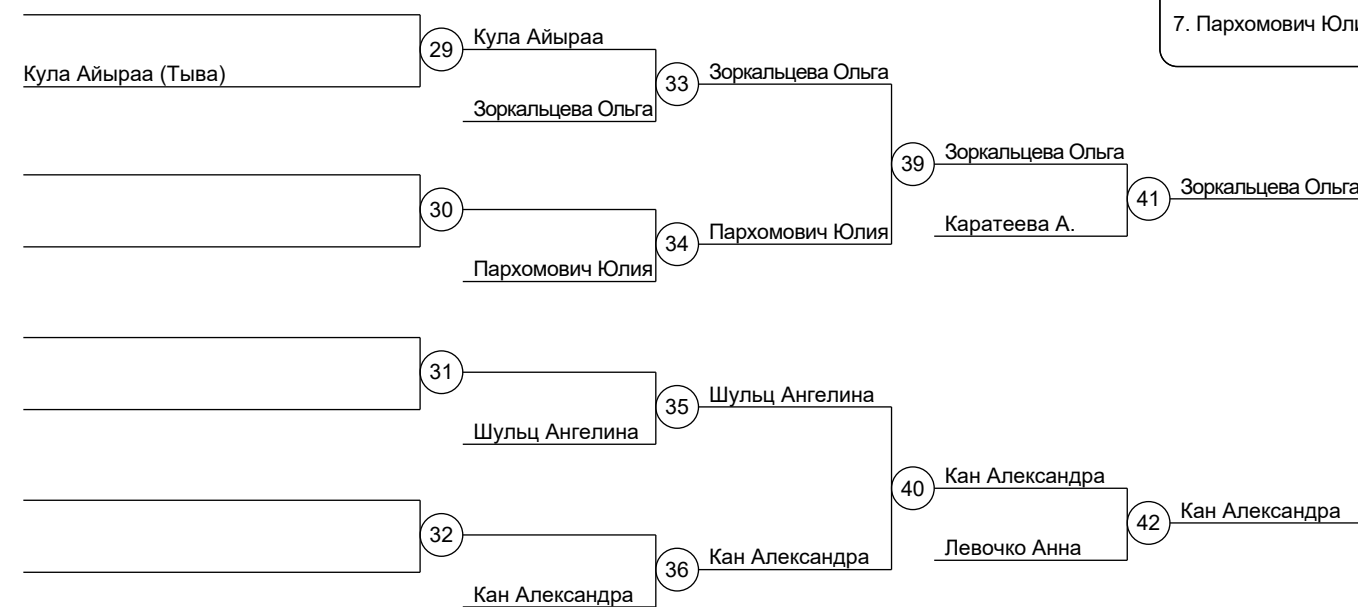 7. Пархомович Юли
29
Кула Айыраа
Кула Айыраа (Тыва)
33
Зоркальцева Ольга
Зоркальцева Ольга
39
Зоркальцева Ольга
30
41
Зоркальцева Ольга
Каратеева А.
34
Пархомович Юлия
Пархомович Юлия
31
35
Шульц Ангелина
Шульц Ангелина
40
Кан Александра
32
42
Кан Александра
Левочко Анна
36
Кан Александра
Кан Александра